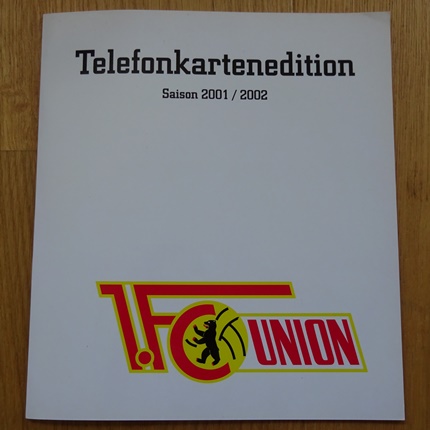 Telefonkartenedition
Saison 2001 / 2002
1.FC UNION